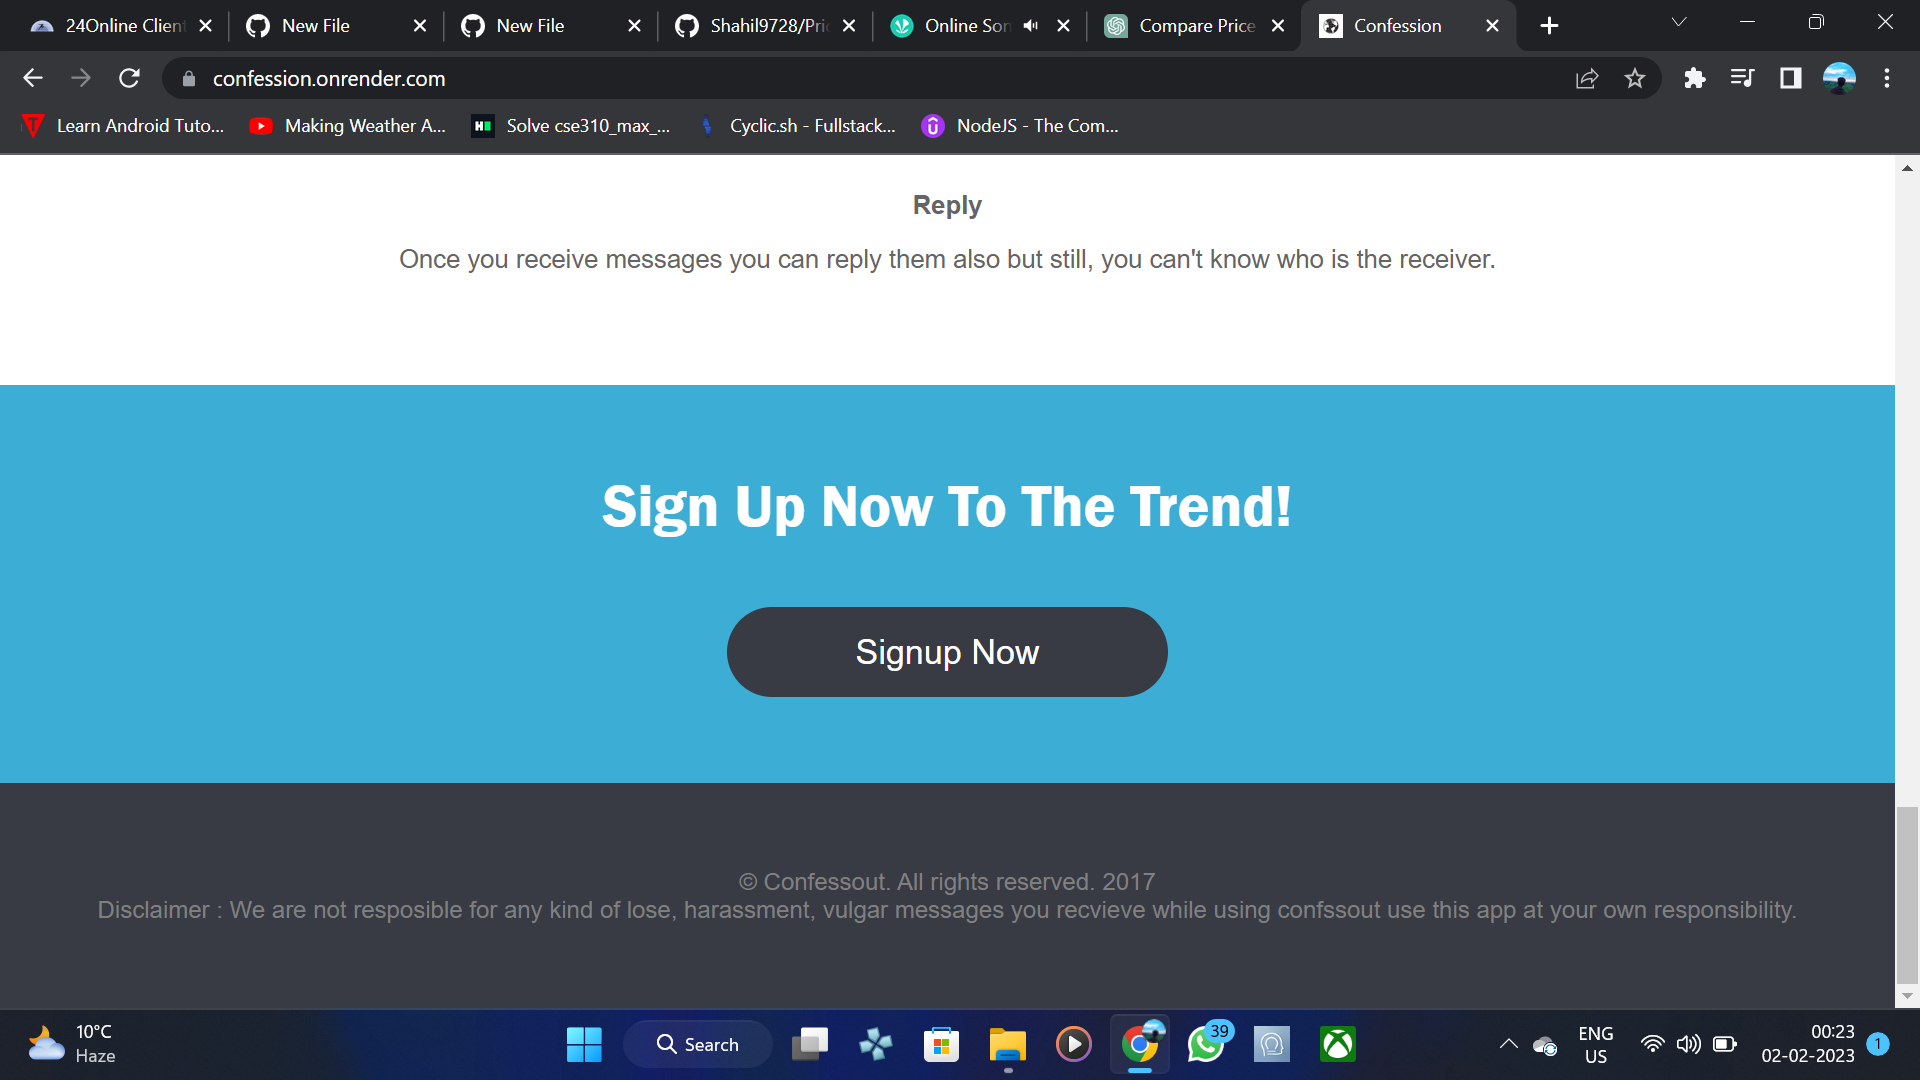 24Online Clien
New File
New File
Shahil9728/Pri
Online Son
Compare Price
Confession
confession.onrender.com
Learn Android Tuto...
Making Weather A...
Solve cse310_max_...
Cyclic.sh - Fullstack...
NodeJS - The Com...
Reply
Once you receive messages you can reply them also but still, you can't know who is the receiver.
Sign Up Now To The Trend!
Signup Now
© Confessout. All rights reserved. 2017
Disclaimer : We are not resposible for any kind of lose, harassment, vulgar messages you recvieve while using confssout use this app at your own responsibility.
10°C
Haze
Search
39
ENG
US
00:23
02-02-2023
1